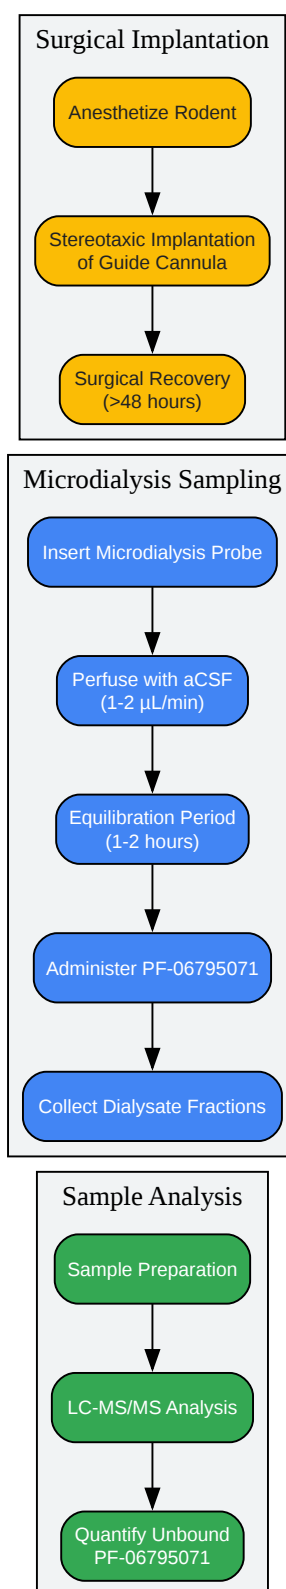 Surgical Implantation
Anesthetize Rodent
Stereotaxic Implantation
of Guide Cannula
Surgical Recovery
(>48 hours)
Microdialysis Sampling
Insert Microdialysis Probe
Perfuse with aCSF
(1-2 µL/min)
Equilibration Period
(1-2 hours)
Administer PF-06795071
Collect Dialysate Fractions
Sample Analysis
Sample Preparation
LC-MS/MS Analysis
Quantify Unbound
PF-06795071